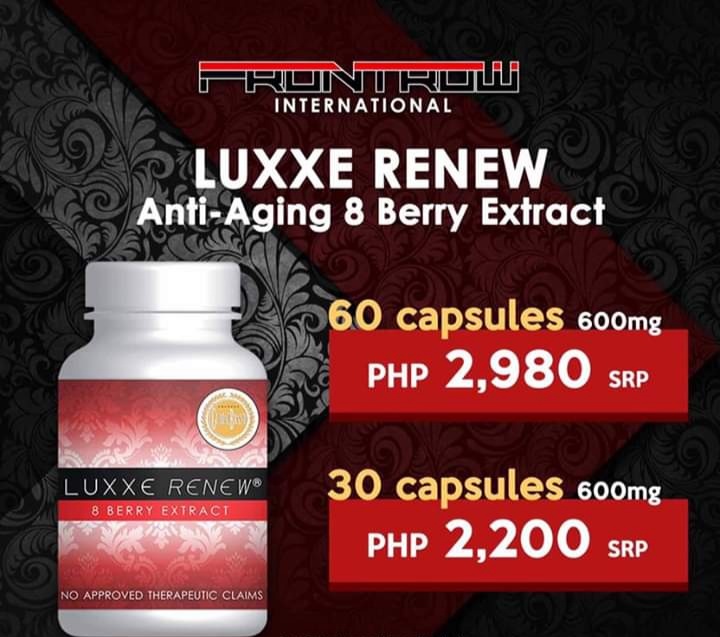 FRONTROW
INTERNATIONAL
LUXXE RENEW
Anti-Aging 8 Berry Extract
60 capsules 600mg
PHP 2,980 SRP
30 capsules 600mg
PHP 2,200 SRP
LUXXE RENEW®
8 BERRY EXTRACT
NO APPROVED THERAPEUTIC CLAIMS